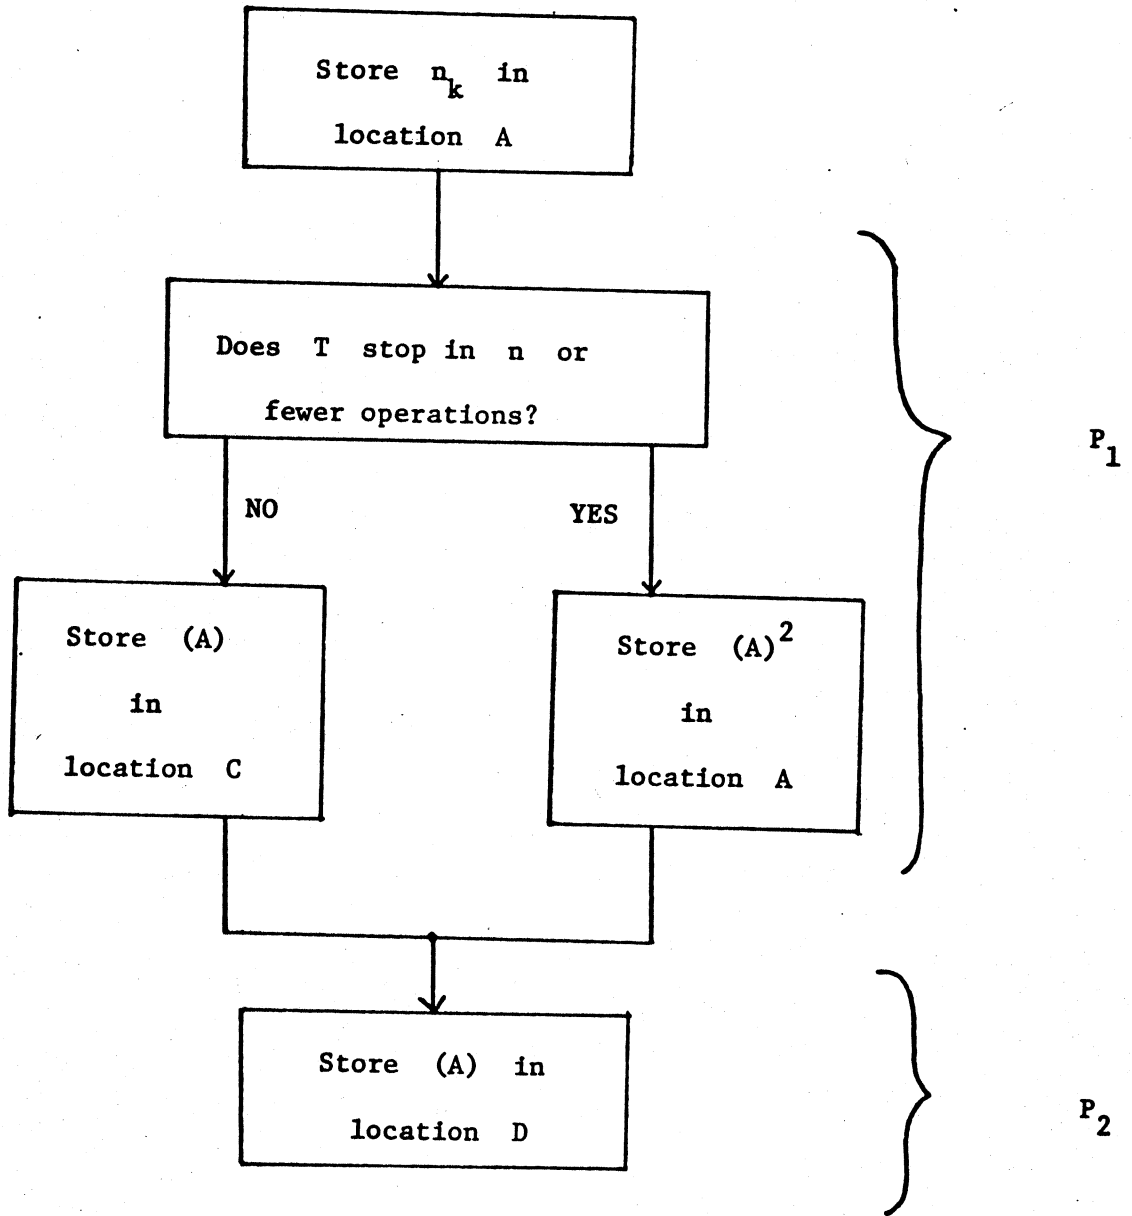 Store n_k in
location A
Does T stop in n or
fewer operations?
P_1
NO
YES
Store (A)
in
location C
Store (A)^2
in
location A
Store (A) in
location D
P_2